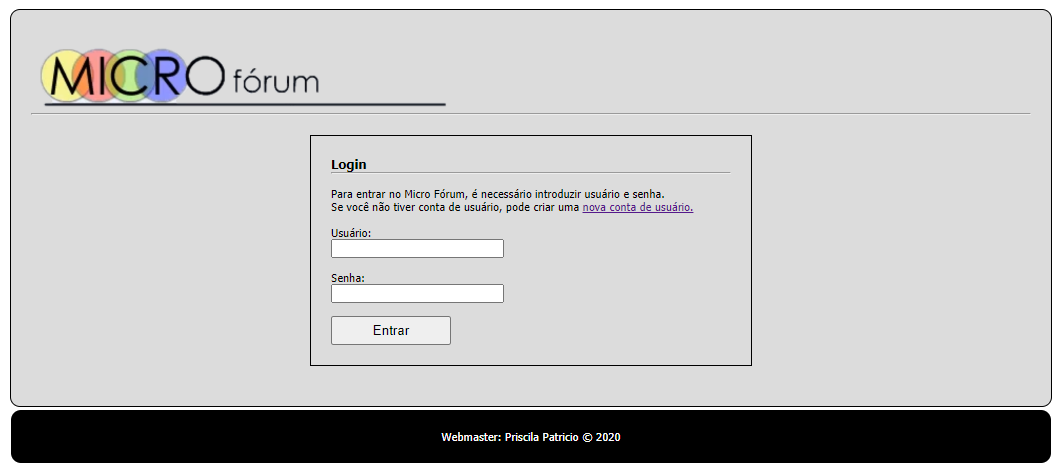 MICRO fórum
Login
Para entrar no Micro Fórum, é necessário introduzir usuário e senha.
Se você não tiver conta de usuário, pode criar uma nova conta de usuário.
Usuário:
Senha:
Entrar
Webmaster: Priscila Patricio © 2020